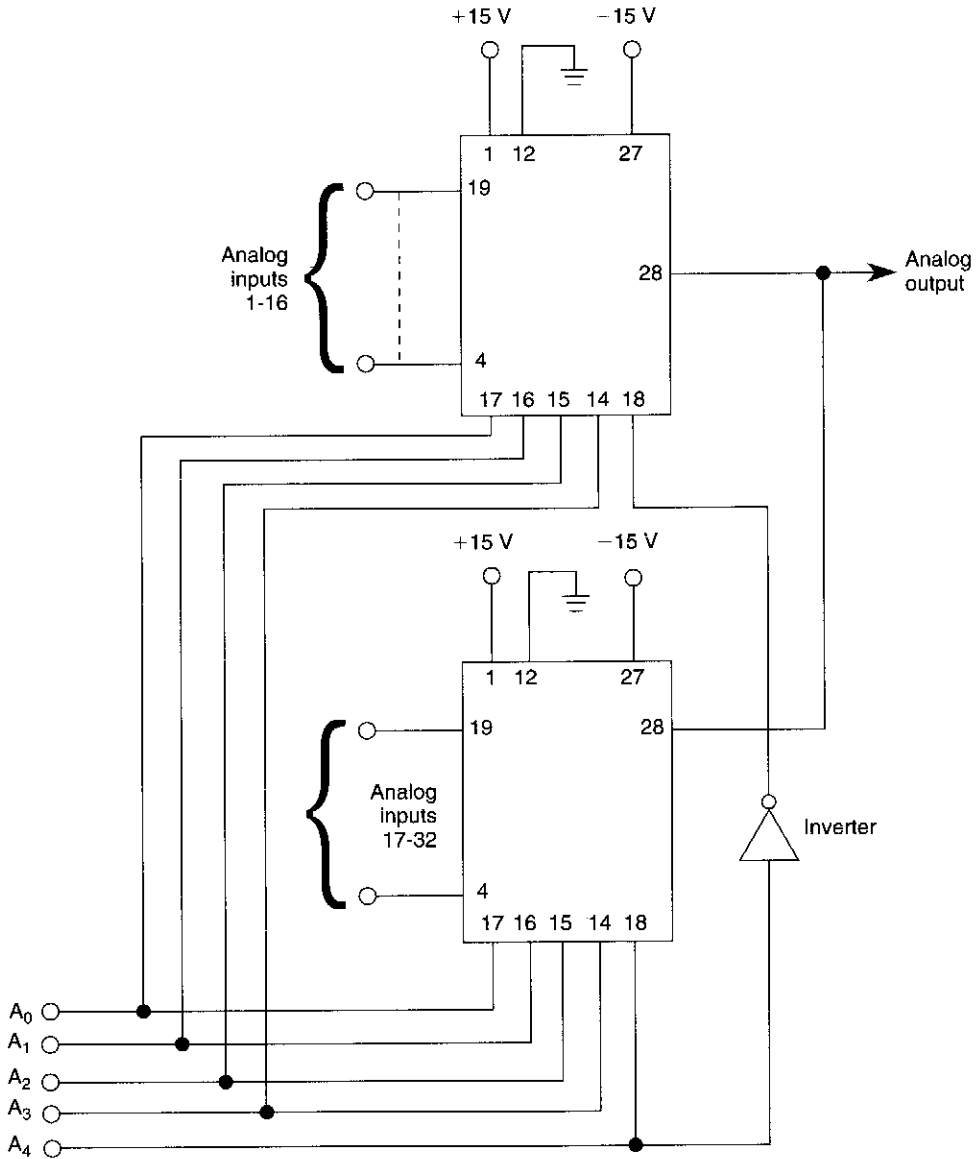 +15 V
−15 V
1
12
27
19
Analog
inputs
1-16
28
Analog
output
4
17
16
15
14
18
+15 V
−15 V
1
12
27
19
28
Analog
inputs
17-32
Inverter
4
17
16
15
14
18
A₀
A₁
A₂
A₃
A₄